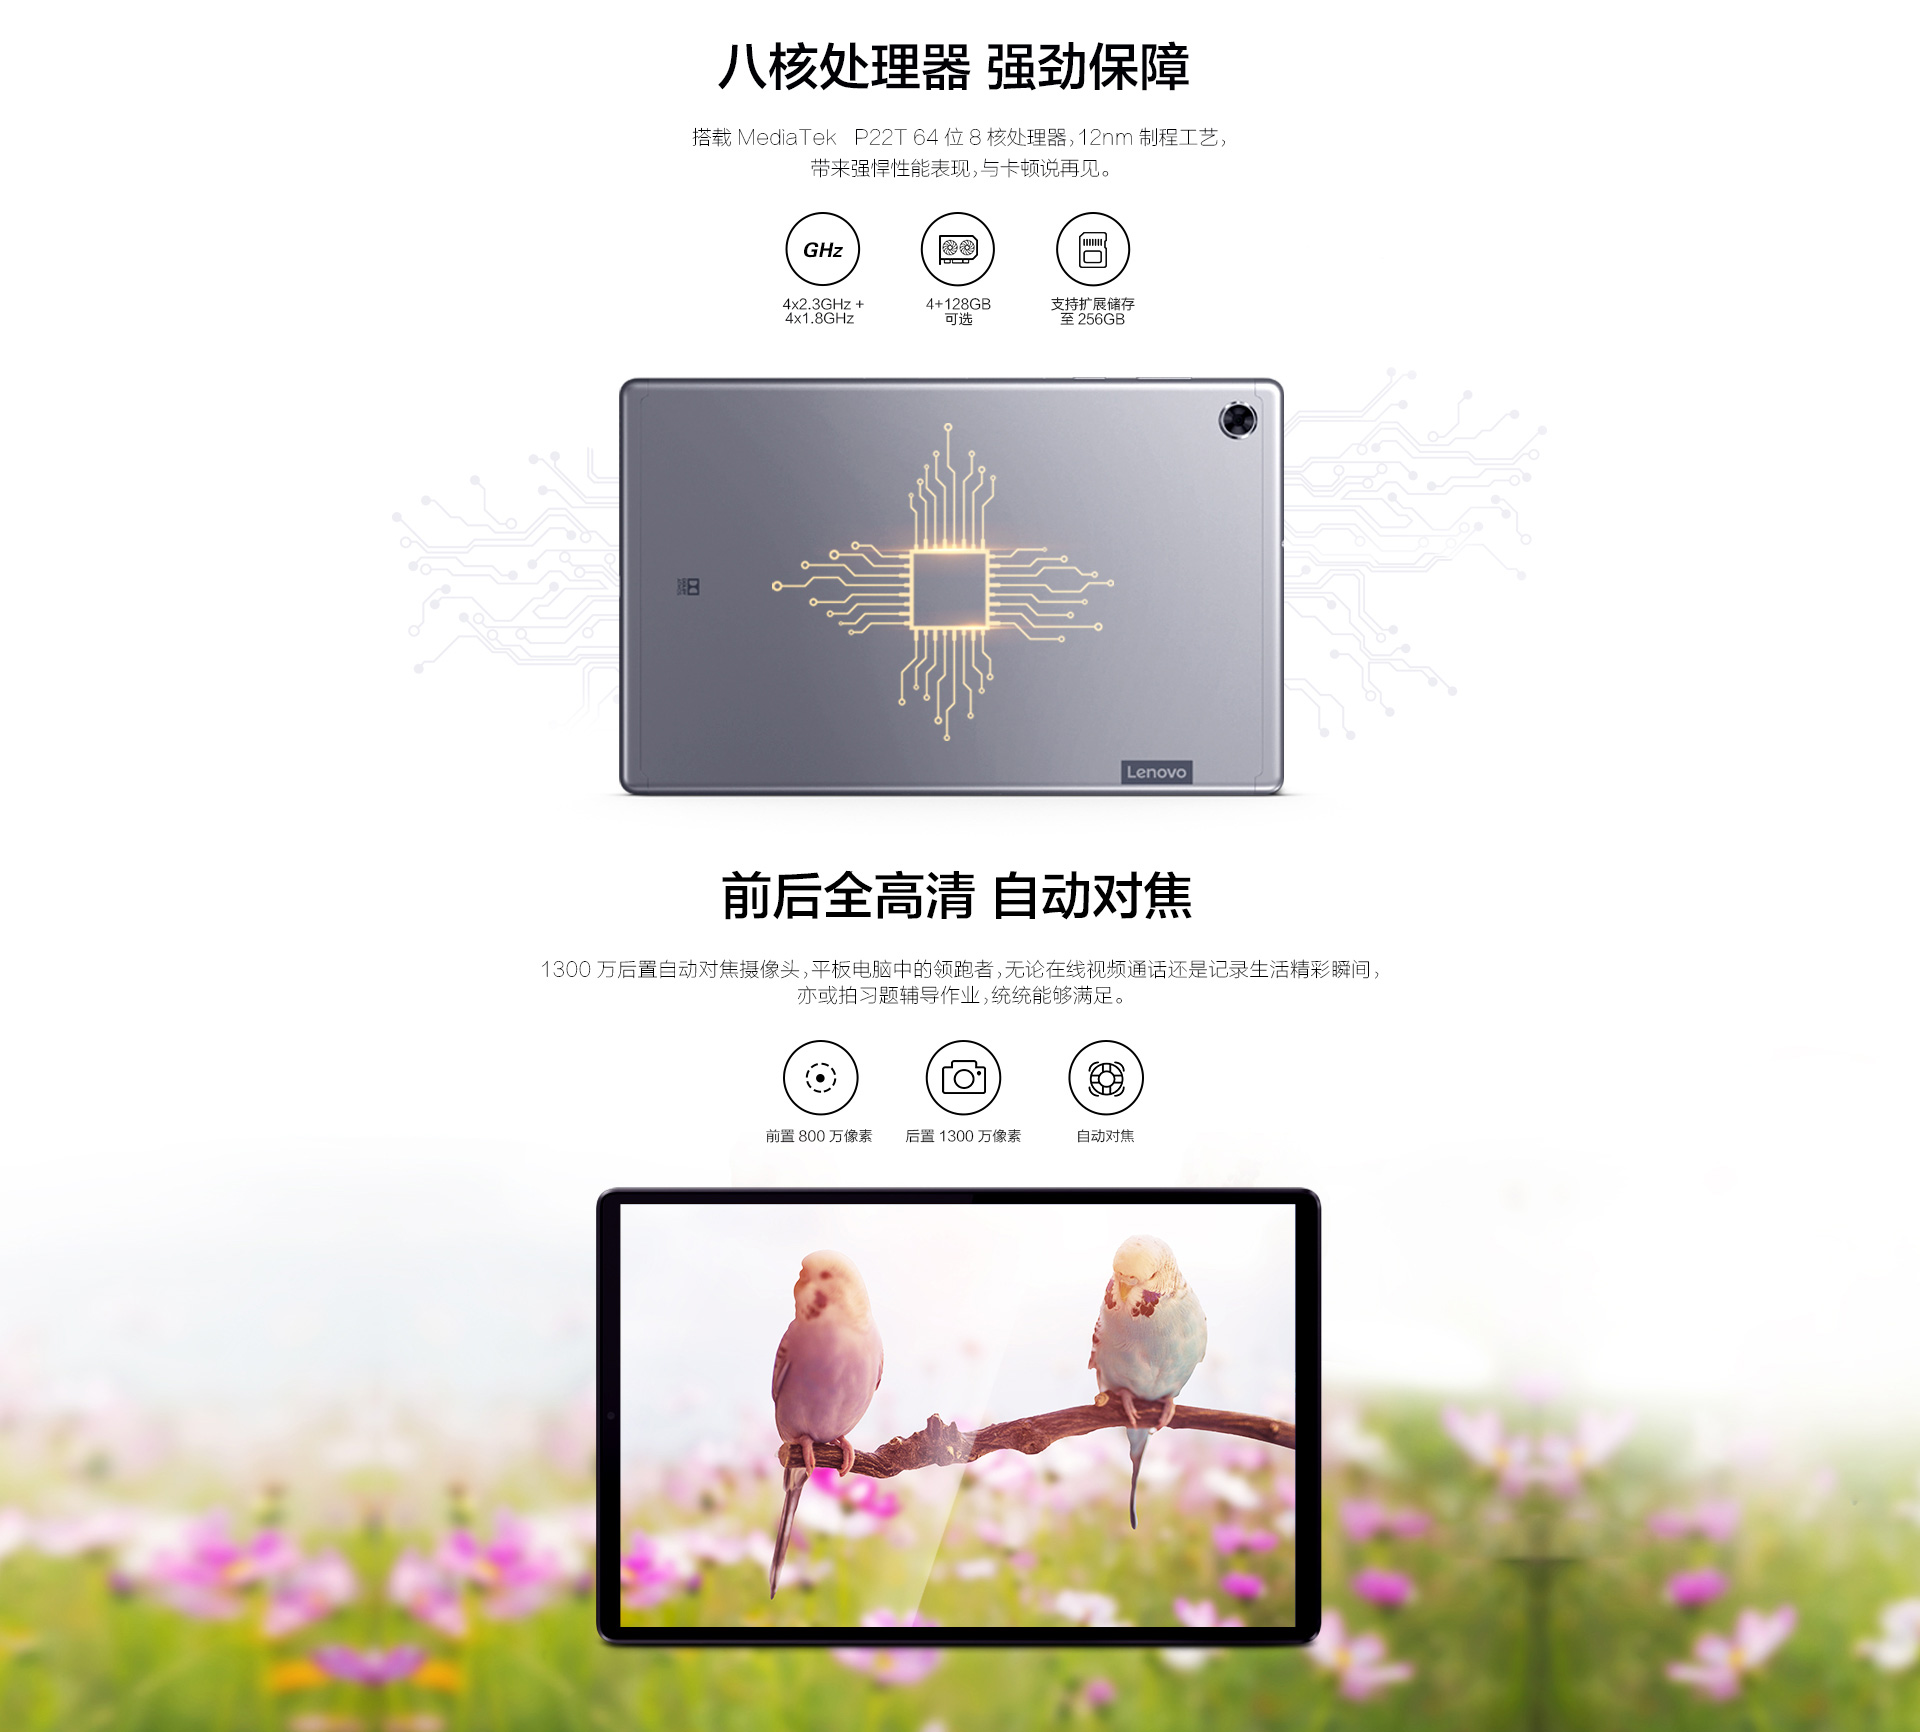 八核处理器 强劲保障
搭载 MediaTek P22T 64 位 8 核处理器,12nm 制程工艺,
带来强悍性能表现,与卡顿说再见。
GHz
4x2.3GHz +
4x1.8GHz
4+128GB
可选
支持扩展储存
至 256GB
Lenovo
前后全高清 自动对焦
1300 万后置自动对焦摄像头,平板电脑中的领跑者,无论在线视频通话还是记录生活精彩瞬间,
亦或拍习题辅导作业,统统能够满足。
前置 800 万像素
后置 1300 万像素
自动对焦